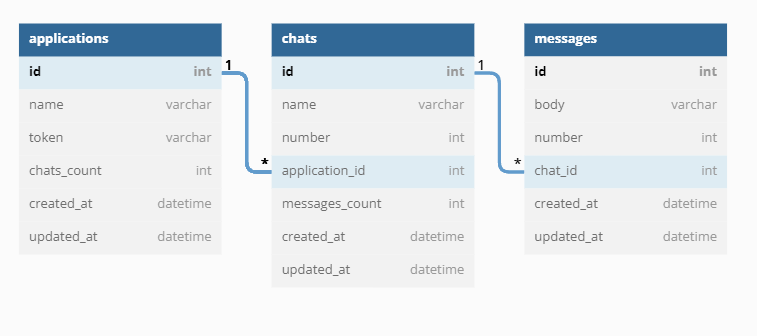 applications
id int
name varchar
token varchar
chats_count int
created_at datetime
updated_at datetime
1
*
chats
id int
name varchar
number int
application_id int
messages_count int
created_at datetime
updated_at datetime
1
*
messages
id int
body varchar
number int
chat_id int
created_at datetime
updated_at datetime